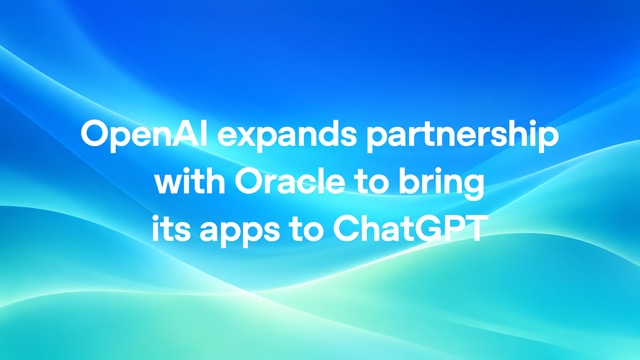 OpenAI expands partnership
with Oracle to bring
its apps to ChatGPT